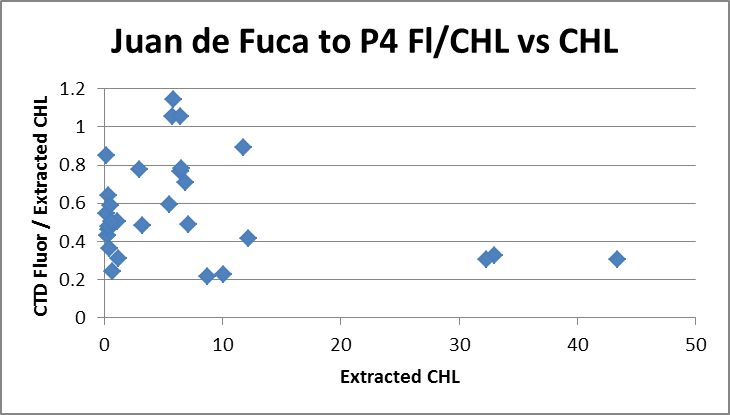 Juan de Fuca to P4 Fl/CHL vs CHL
CTD Fluor / Extracted CHL
1.2
1
0.8
0.6
0.4
0.2
0
0 10 20 30 40 50
Extracted CHL